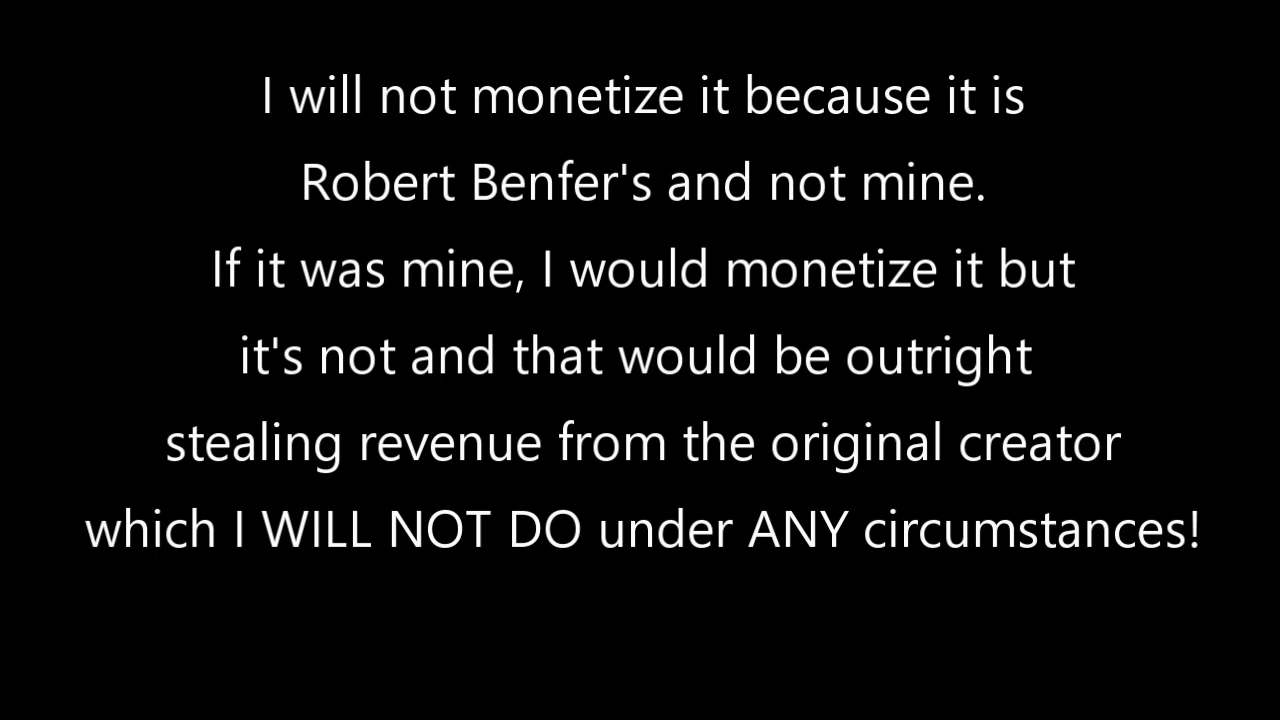 I will not monetize it because it is
Robert Benfer's and not mine.
If it was mine, I would monetize it but
it's not and that would be outright
stealing revenue from the original creator
which I WILL NOT DO under ANY circumstances!